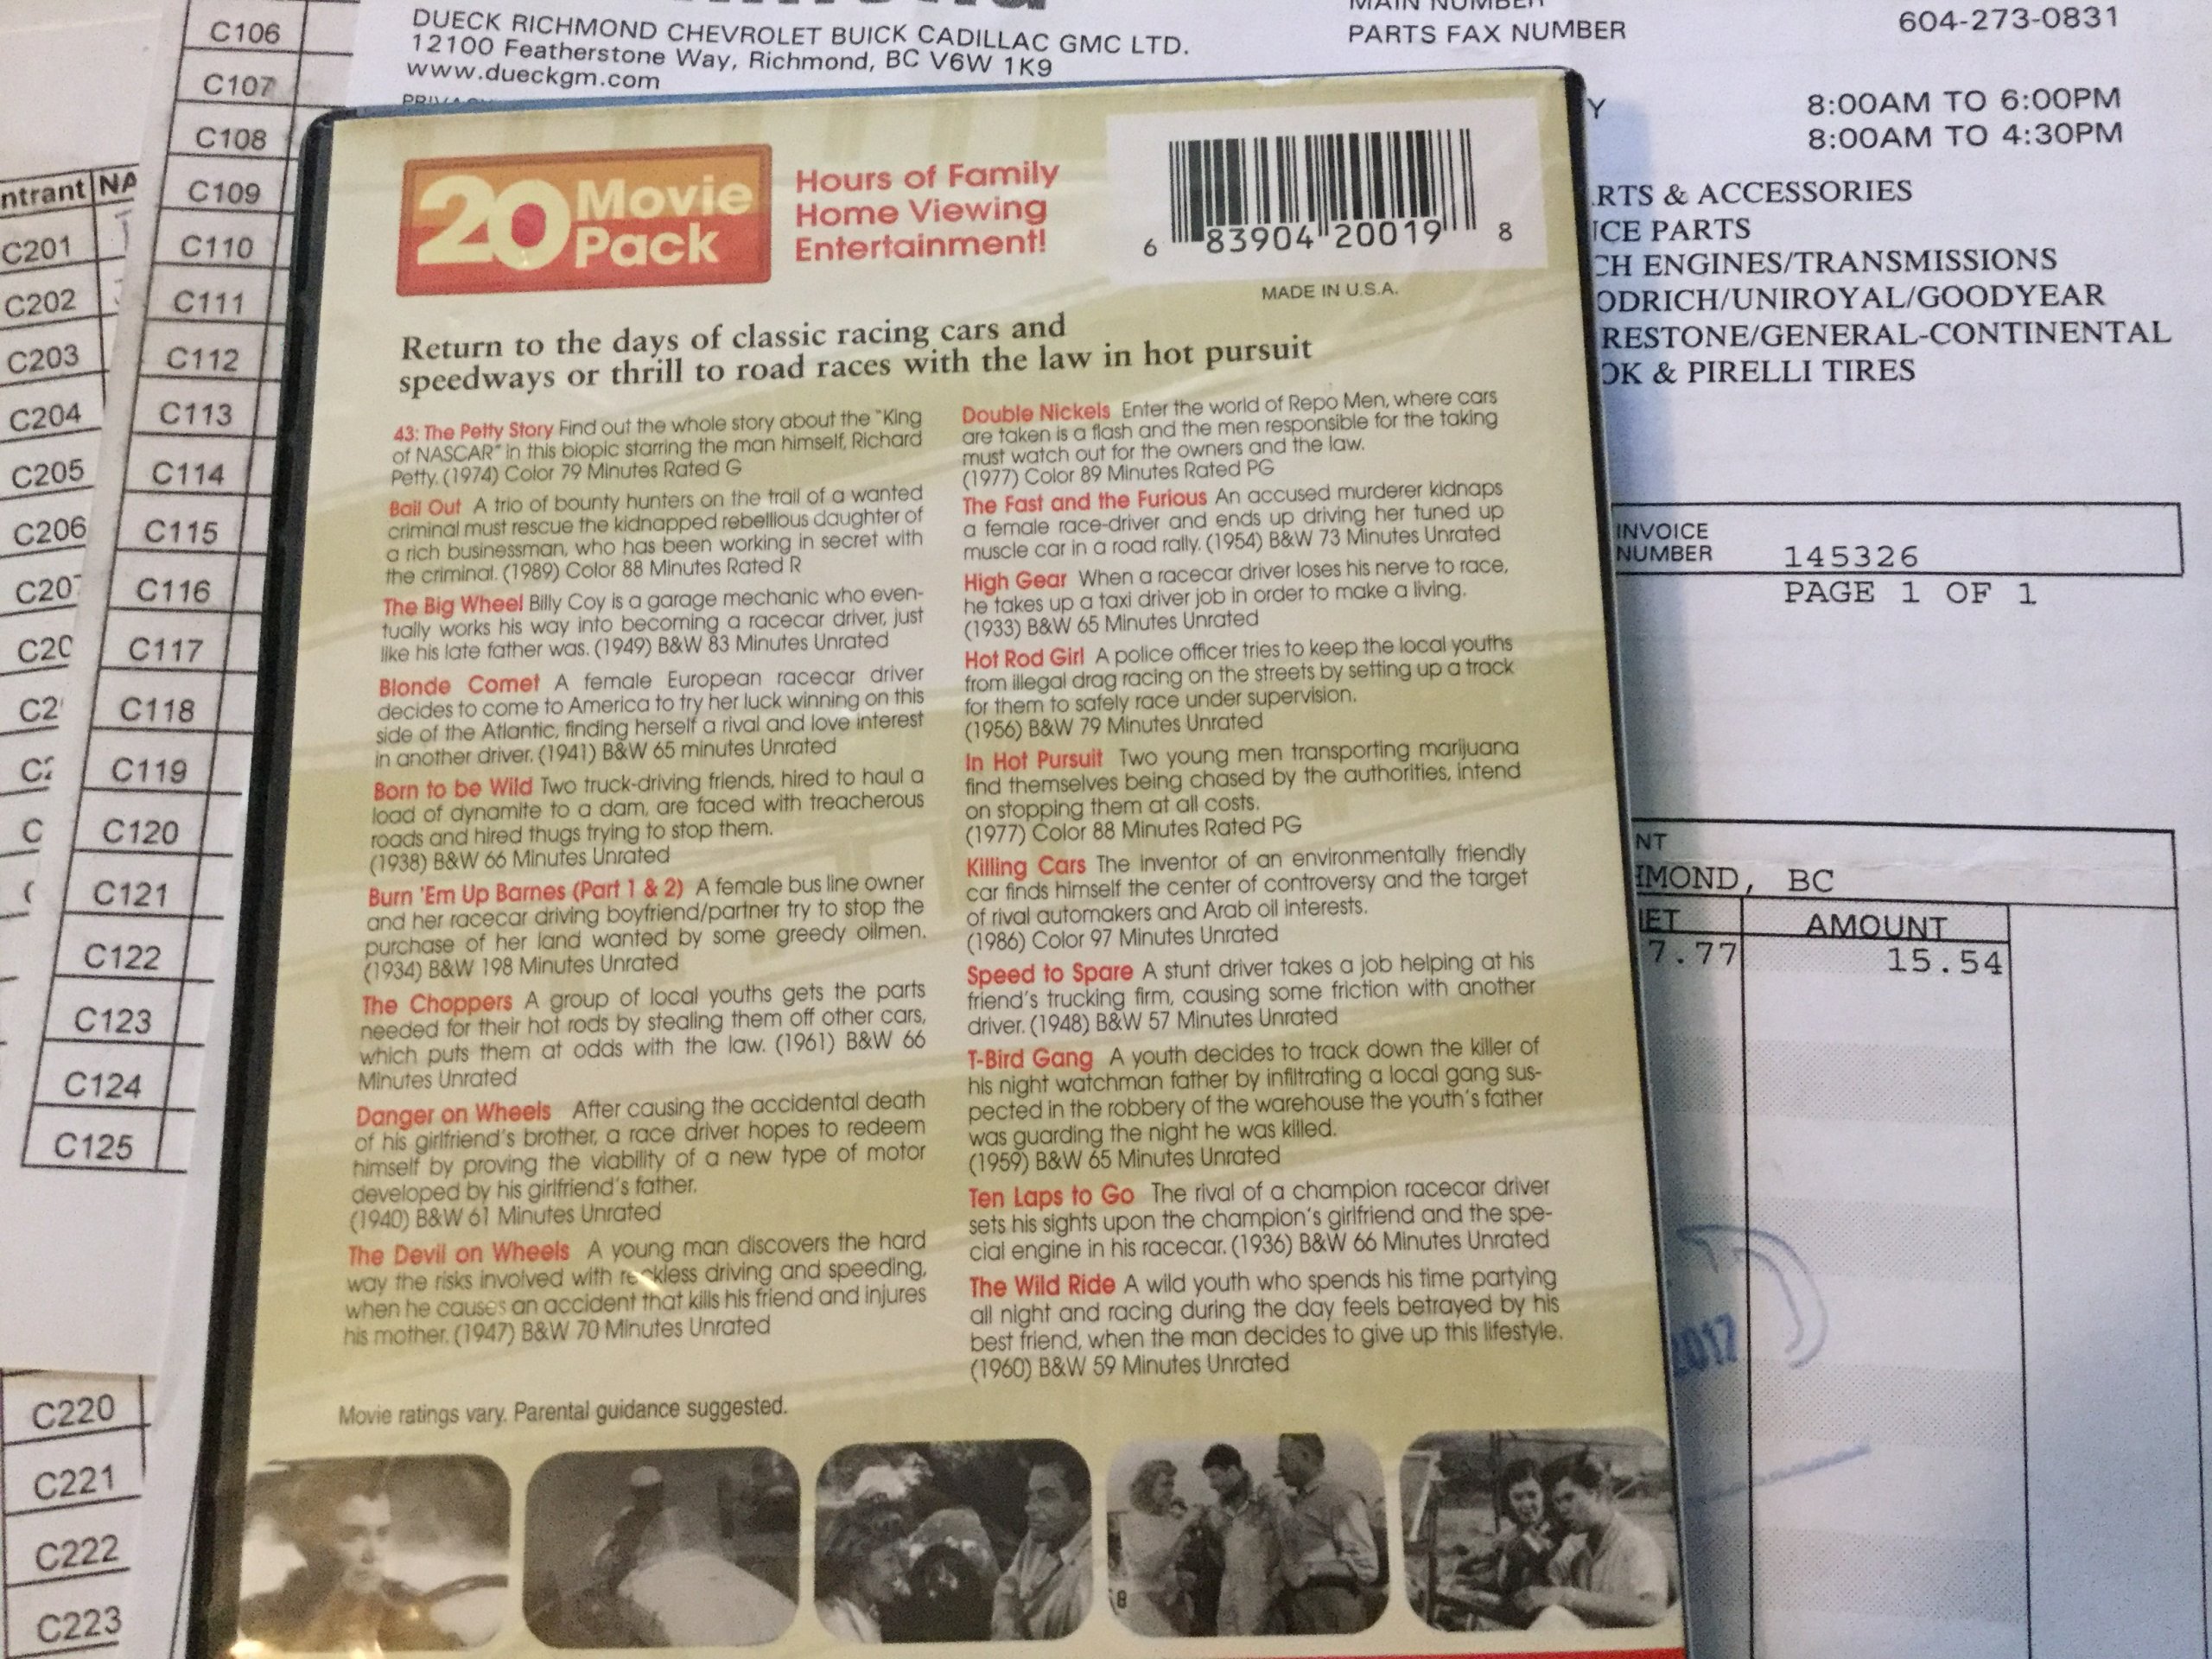 DUECK RICHMOND CHEVROLET BUICK CADILLAC GMC LTD.
12100 Featherstone Way, Richmond, BC V6W 1K9
www.dueckgm.com
MAIN NUMBER
PARTS FAX NUMBER
604-273-0831
8:00AM TO 6:00PM
8:00AM TO 4:30PM
RTS & ACCESSORIES
ICE PARTS
CH ENGINES/TRANSMISSIONS
ODRICH/UNIROYAL/GOODYEAR
RESTONE/GENERAL-CONTINENTAL
OK & PIRELLI TIRES
INVOICE
NUMBER
145326
PAGE 1 OF 1
NT
HMOND, BC
NET
AMOUNT
7.77
15.54
2012
C106
C107
C108
C109
C110
C111
C112
C113
C114
C115
C116
C117
C118
C119
C120
C121
C122
C123
C124
C125
ntrant NA
C201
C202
C203
C204
C205
C206
C220
C221
C222
C223
20 Movie
Pack
Hours of Family
Home Viewing
Entertainment!
6 83904 20019 8
MADE IN U.S.A.
Return to the days of classic racing cars and
speedways or thrill to road races with the law in hot pursuit
43: The Petty Story Find out the whole story about the "King
of NASCAR" in this biopic starring the man himself, Richard
Petty. (1974) Color 79 Minutes Rated G
Bail Out A trio of bounty hunters on the trail of a wanted
criminal must rescue the kidnapped rebellious daughter of
a rich businessman, who has been working in secret with
the criminal. (1989) Color 88 Minutes Rated R
The Big Wheel Billy Coy is a garage mechanic who even-
tually works his way into becoming a racecar driver, just
like his late father was. (1949) B&W 83 Minutes Unrated
Blonde Comet A female European racecar driver
decides to come to America to try her luck winning on this
side of the Atlantic, finding herself a rival and love interest
in another driver. (1941) B&W 65 minutes Unrated
Born to be Wild Two truck-driving friends, hired to haul a
load of dynamite to a dam, are faced with treacherous
roads and hired thugs trying to stop them.
(1938) B&W 66 Minutes Unrated
Burn 'Em Up Barnes (Part 1 & 2) A female bus line owner
and her racecar driving boyfriend/partner try to stop the
purchase of her land wanted by some greedy oilmen.
(1934) B&W 198 Minutes Unrated
The Choppers A group of local youths gets the parts
needed for their hot rods by stealing them off other cars,
which puts them at odds with the law. (1961) B&W 66
Minutes Unrated
Danger on Wheels After causing the accidental death
of his girlfriend's brother, a race driver hopes to redeem
himself by proving the viability of a new type of motor
developed by his girlfriend's father.
(1940) B&W 61 Minutes Unrated
The Devil on Wheels A young man discovers the hard
way the risks involved with reckless driving and speeding,
when he causes an accident that kills his friend and injures
his mother. (1947) B&W 70 Minutes Unrated
Double Nickels Enter the world of Repo Men, where cars
are taken is a flash and the men responsible for the taking
must watch out for the owners and the law.
(1977) Color 89 Minutes Rated PG
The Fast and the Furious An accused murderer kidnaps
a female race-driver and ends up driving her tuned up
muscle car in a road rally. (1954) B&W 73 Minutes Unrated
High Gear When a racecar driver loses his nerve to race,
he takes up a taxi driver job in order to make a living.
(1933) B&W 65 Minutes Unrated
Hot Rod Girl A police officer tries to keep the local youths
from illegal drag racing on the streets by setting up a track
for them to safely race under supervision.
(1956) B&W 79 Minutes Unrated
In Hot Pursuit Two young men transporting marijuana
find themselves being chased by the authorities, intend
on stopping them at all costs.
(1977) Color 88 Minutes Rated PG
Killing Cars The inventor of an environmentally friendly
car finds himself the center of controversy and the target
of rival automakers and Arab oil interests.
(1986) Color 97 Minutes Unrated
Speed to Spare A stunt driver takes a job helping at his
friend's trucking firm, causing some friction with another
driver. (1948) B&W 57 Minutes Unrated
T-Bird Gang A youth decides to track down the killer of
his night watchman father by infiltrating a local gang sus-
pected in the robbery of the warehouse the youth's father
was guarding the night he was killed.
(1959) B&W 65 Minutes Unrated
Ten Laps to Go The rival of a champion racecar driver
sets his sights upon the champion's girlfriend and the spe-
cial engine in his racecar. (1936) B&W 66 Minutes Unrated
The Wild Ride A wild youth who spends his time partying
all night and racing during the day feels betrayed by his
best friend, when the man decides to give up this lifestyle.
(1960) B&W 59 Minutes Unrated
Movie ratings vary. Parental guidance suggested.